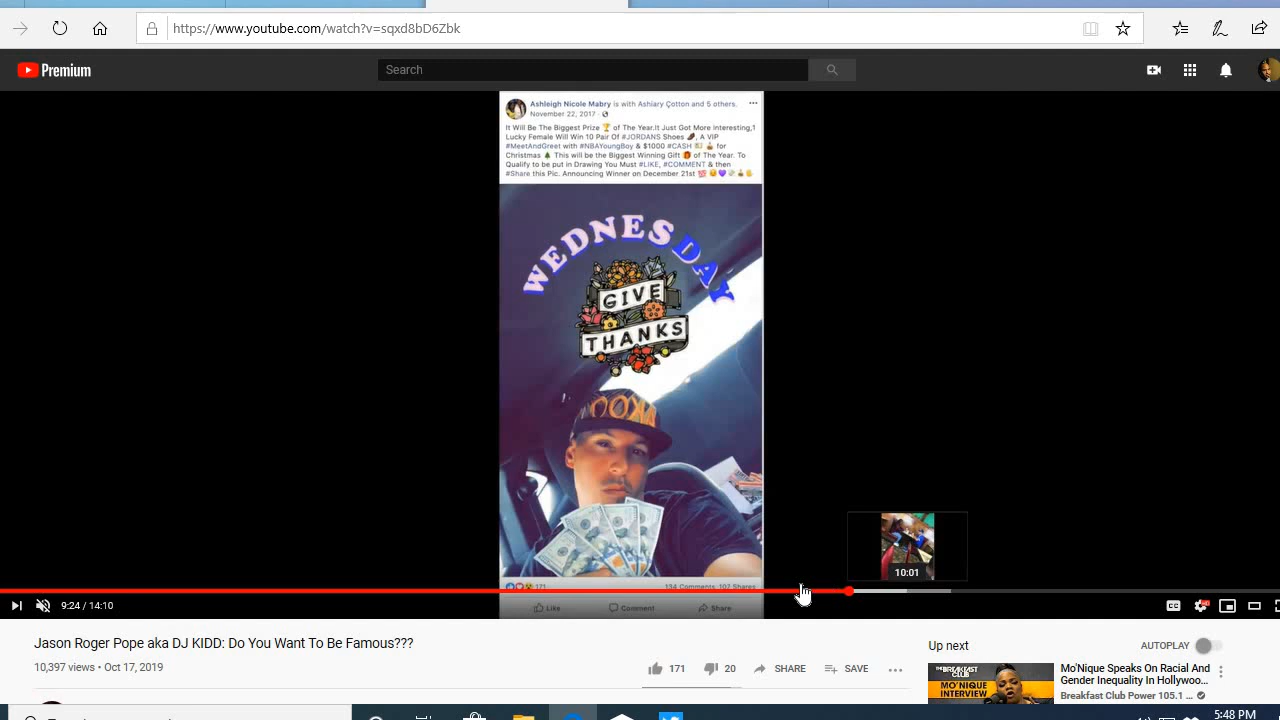 https://www.youtube.com/watch?v=sqxd8bD6Zbk
Premium
Search
Ashleigh Nicole Mabry is with Ashlary Çotton and 5 others.
November 22, 2017
It Will Be The Biggest Prize 🏆 of The Year.It Just Got More Interesting,1
Lucky Female Will Win 10 Pair Of #JORDANS Shoes, A VIP
#MeetAndGreet with #NBAYoungBoy & $1000 #CASH for
Christmas 🎄 This will be the Biggest Winning Gift 🎁 of The Year. To
Qualify to be put in Drawing You Must #LIKE, #COMMENT & then
#Share this Pic. Announcing Winner on December 21st 💯
WEDNESDAY
GIVE
THANKS
171
134 Comments 107 Shares
Like Comment Share
10:01
9:24 / 14:10
CC
Jason Roger Pope aka DJ KIDD: Do You Want To Be Famous???
10,397 views • Oct 17, 2019
171 20 SHARE SAVE
Up next
AUTOPLAY
THE BREAKFAST CLUB
MO'NIQUE
INTERVIEW
Mo'Nique Speaks On Racial And
Gender Inequality In Hollywoo...
Breakfast Club Power 105.1 ...
5:48 PM